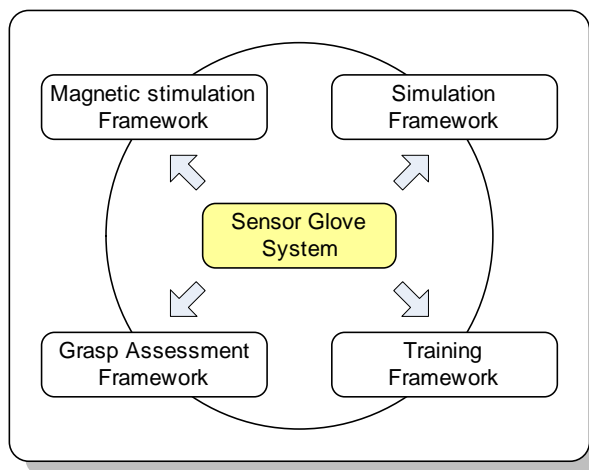 Magnetic stimulation
Framework
Simulation
Framework
Sensor Glove
System
Grasp Assessment
Framework
Training
Framework